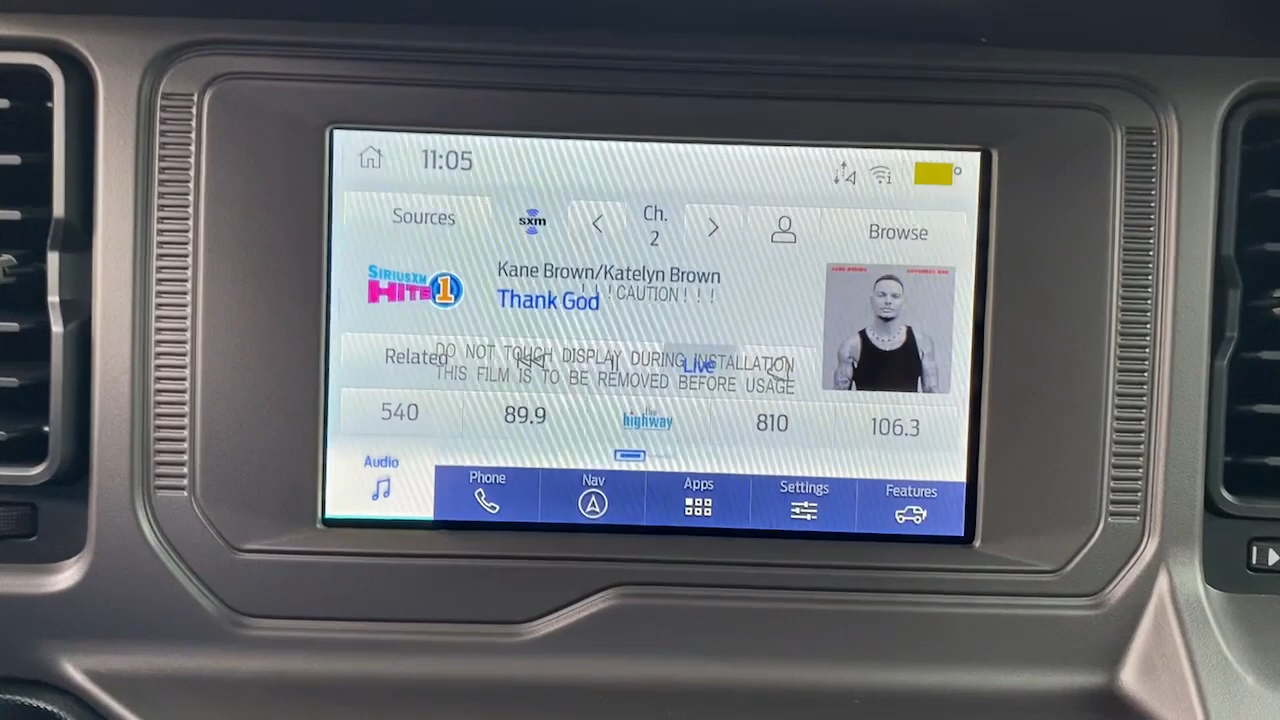 11:05
Sources
sxm
Ch.
2
Browse
SIRIUSXM
HITS 1
Kane Brown/Katelyn Brown
Thank God
! ! ! CAUTION ! ! !
Related
Live
DO NOT TOUCH DISPLAY DURING INSTALLATION
THIS FILM IS TO BE REMOVED BEFORE USAGE
540
89.9
the
highway
810
106.3
Audio
Phone
Nav
Apps
Settings
Features